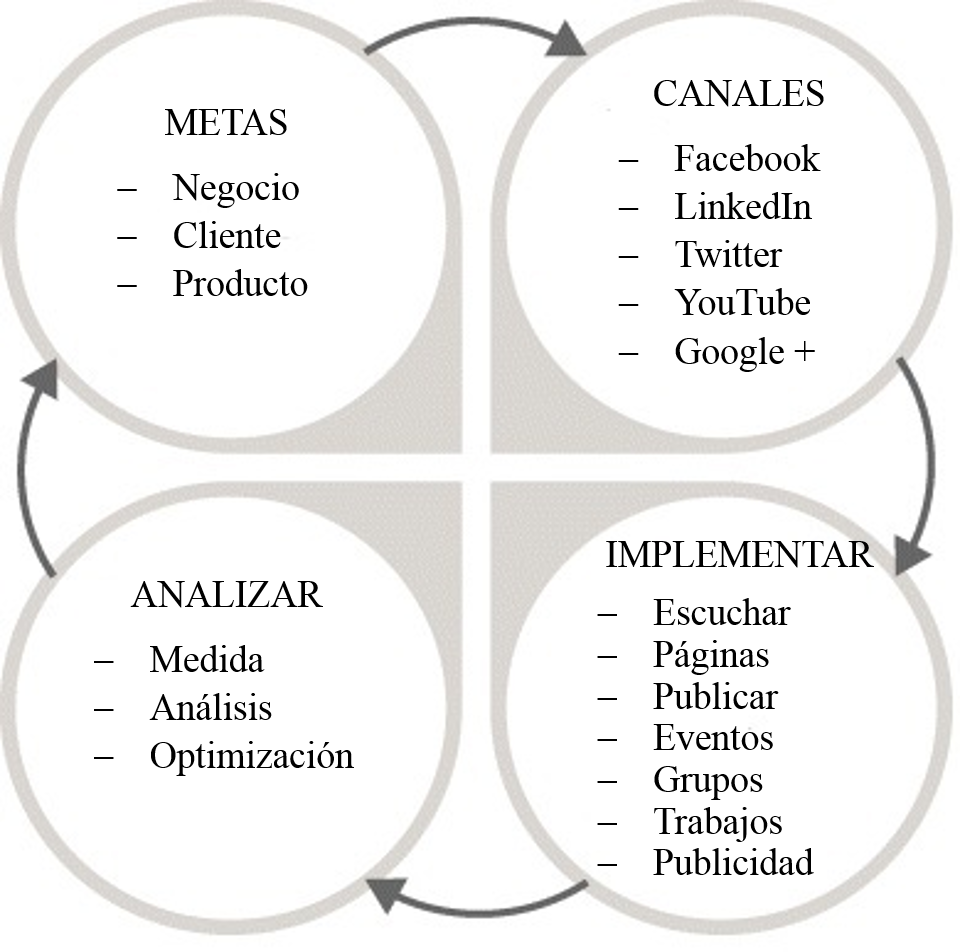 METAS
– Negocio
– Cliente
– Producto
CANALES
– Facebook
– LinkedIn
– Twitter
– YouTube
– Google +
IMPLEMENTAR
– Escuchar
– Páginas
– Publicar
– Eventos
– Grupos
– Trabajos
– Publicidad
ANALIZAR
– Medida
– Análisis
– Optimización